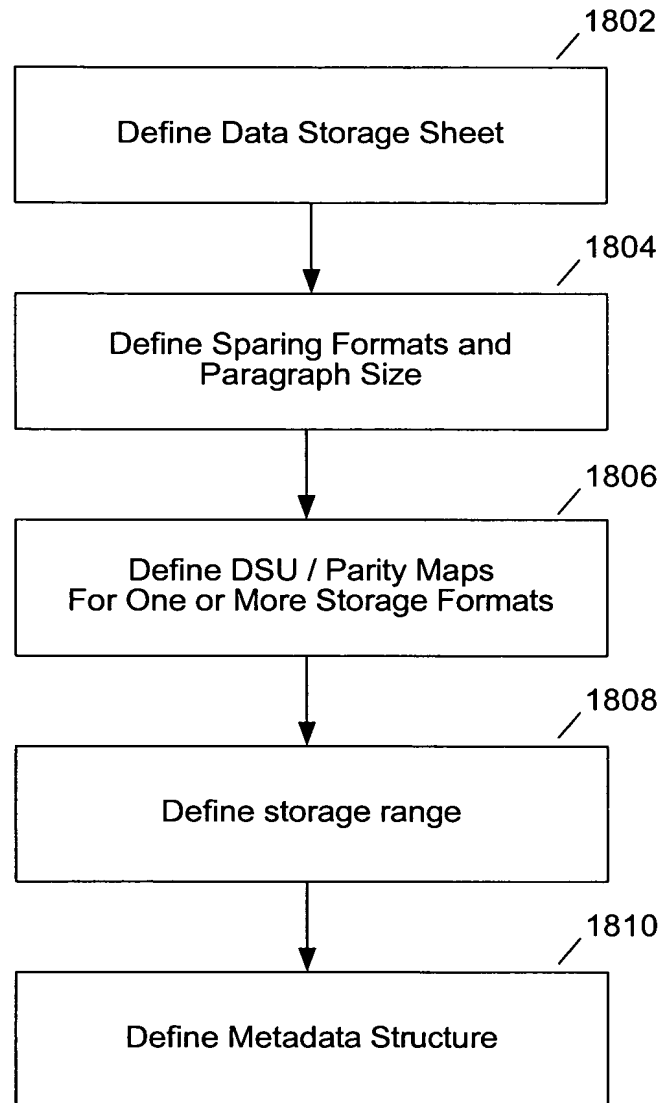 1802
Define Data Storage Sheet
1804
Define Sparing Formats and
Paragraph Size
1806
Define DSU / Parity Maps
For One or More Storage Formats
1808
Define storage range
1810
Define Metadata Structure